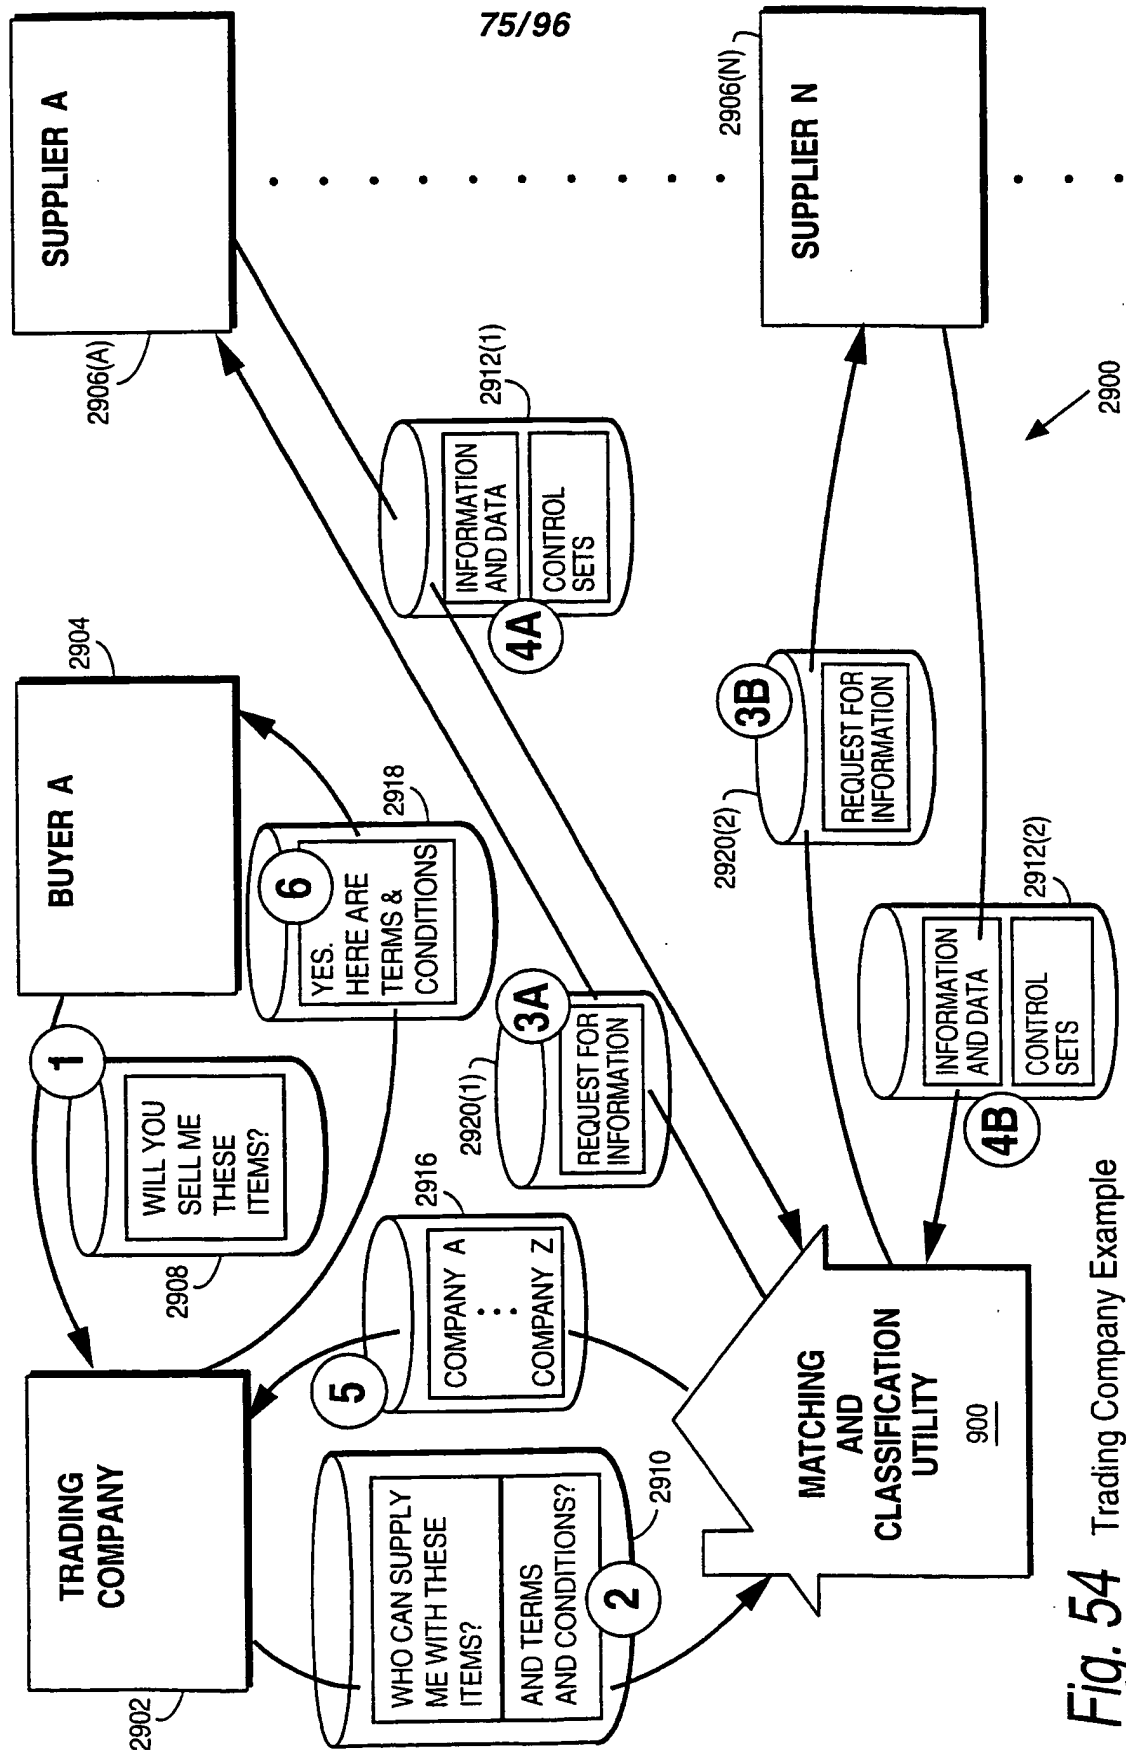 75/96
TRADING
COMPANY
2902
BUYER A
2904
SUPPLIER A
2906(A)
1
WILL YOU
SELL ME
THESE
ITEMS?
2908
6
YES.
HERE ARE
TERMS &
CONDITIONS
2918
WHO CAN SUPPLY
ME WITH THESE
ITEMS?
AND TERMS
AND CONDITIONS?
2
2910
5
COMPANY A
COMPANY Z
2916
2920(1)
3A
REQUEST FOR
INFORMATION
2912(1)
INFORMATION
AND DATA
CONTROL
SETS
4A
MATCHING
AND
CLASSIFICATION
UTILITY
900
2920(2)
3B
REQUEST FOR
INFORMATION
2912(2)
INFORMATION
AND DATA
CONTROL
SETS
4B
SUPPLIER N
2906(N)
2900
Fig. 54 Trading Company Example